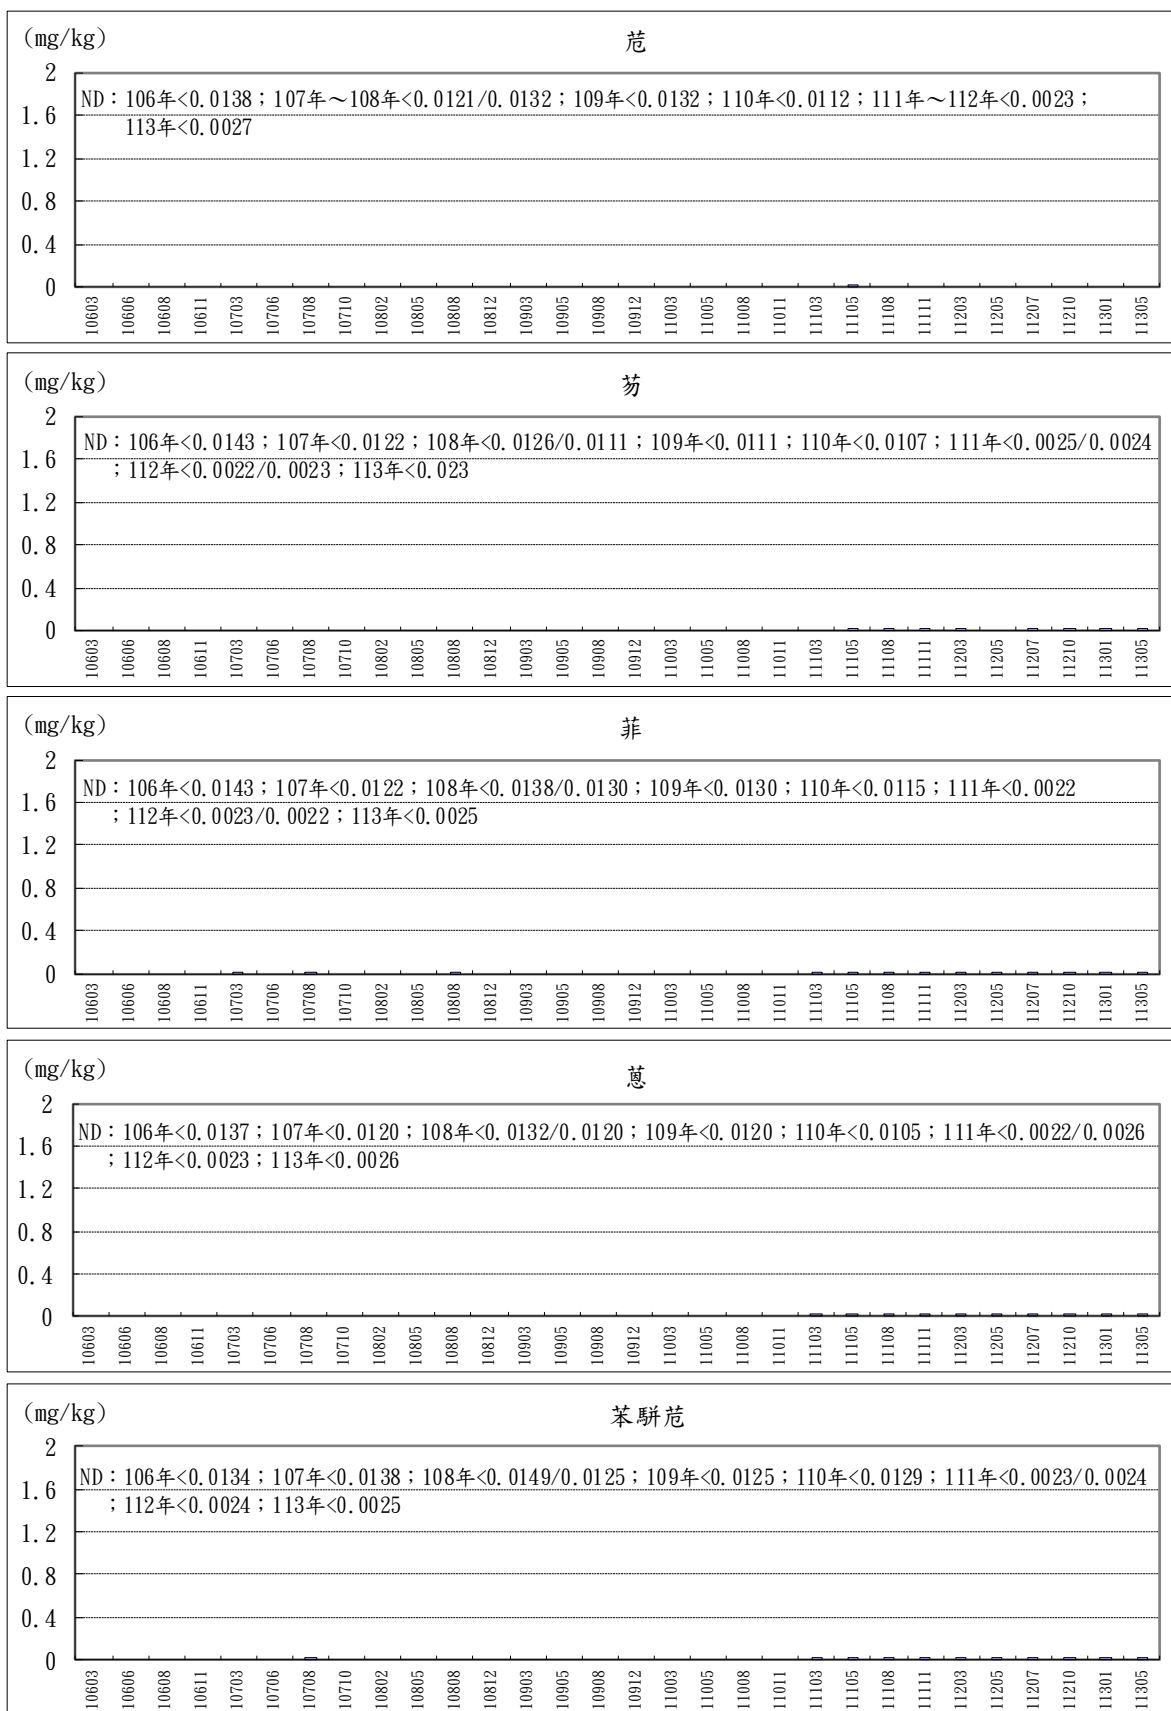 (mg/kg)
苊
2
ND：106年<0.0138；107年～108年<0.0121/0.0132；109年<0.0132；110年<0.0112；111年～112年<0.0023；
113年<0.0027
1.6
1.2
0.8
0.4
0
10603 10606 10608 10611 10703 10706 10708 10710 10802 10805 10808 10812 10903 10905 10908 10912 11003 11005 11008 11011 11103 11105 11108 11111 11203 11205 11207 11210 11301 11305
(mg/kg)
芴
2
ND：106年<0.0143；107年<0.0122；108年<0.0126/0.0111；109年<0.0111；110年<0.0107；111年<0.0025/0.0024
1.6
；112年<0.0022/0.0023；113年<0.023
1.2
0.8
0.4
0
10603 10606 10608 10611 10703 10706 10708 10710 10802 10805 10808 10812 10903 10905 10908 10912 11003 11005 11008 11011 11103 11105 11108 11111 11203 11205 11207 11210 11301 11305
(mg/kg)
菲
2
ND：106年<0.0143；107年<0.0122；108年<0.0138/0.0130；109年<0.0130；110年<0.0115；111年<0.0022
1.6
；112年<0.0023/0.0022；113年<0.0025
1.2
0.8
0.4
0
10603 10606 10608 10611 10703 10706 10708 10710 10802 10805 10808 10812 10903 10905 10908 10912 11003 11005 11008 11011 11103 11105 11108 11111 11203 11205 11207 11210 11301 11305
(mg/kg)
蒽
2
ND：106年<0.0137；107年<0.0120；108年<0.0132/0.0120；109年<0.0120；110年<0.0105；111年<0.0022/0.0026
1.6
；112年<0.0023；113年<0.0026
1.2
0.8
0.4
0
10603 10606 10608 10611 10703 10706 10708 10710 10802 10805 10808 10812 10903 10905 10908 10912 11003 11005 11008 11011 11103 11105 11108 11111 11203 11205 11207 11210 11301 11305
(mg/kg)
苯駢苊
2
ND：106年<0.0134；107年<0.0138；108年<0.0149/0.0125；109年<0.0125；110年<0.0129；111年<0.0023/0.0024
1.6
；112年<0.0024；113年<0.0025
1.2
0.8
0.4
0
10603 10606 10608 10611 10703 10706 10708 10710 10802 10805 10808 10812 10903 10905 10908 10912 11003 11005 11008 11011 11103 11105 11108 11111 11203 11205 11207 11210 11301 11305